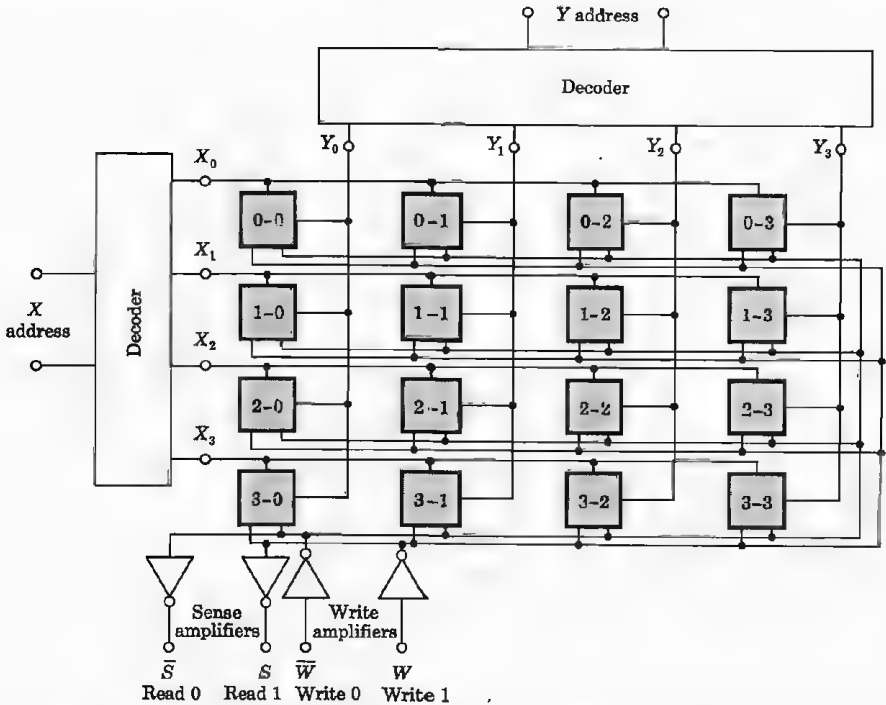 Y address
Decoder
Y0 Y1 Y2 Y3
X0
0-0 0-1 0-2 0-3
X1
X
address
Decoder
1-0 1-1 1-2 1-3
X2
2-0 2-1 2-2 2-3
X3
3-0 3-1 3-2 3-3
Sense
amplifiers
Write
amplifiers
S̅ S W̅ W
Read 0 Read 1 Write 0 Write 1